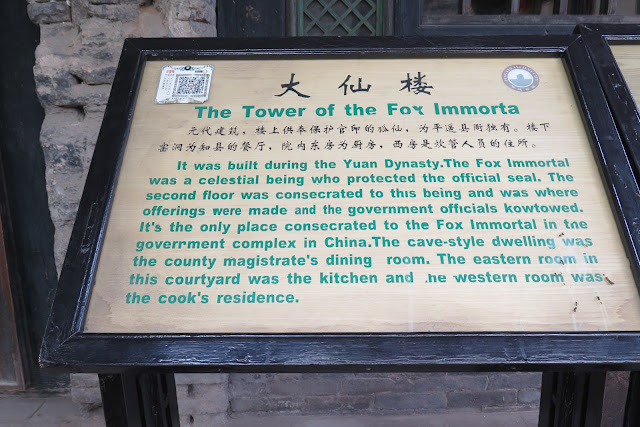 大仙楼
The Tower of the Fox Immorta
元代建筑，楼上供奉保护官印的狐仙，为平遥县衙独有。楼下
窑洞为知县的餐厅，院内东房为厨房，西房是炊管人员的住所。
It was built during the Yuan Dynasty.The Fox Immortal
was a celestial being who protected the official seal. The
second floor was consecrated to this being and was where
offerings were made and the government officials kowtowed.
It's the only place consecrated to the Fox Immortal in the
goverrment complex in China.The cave-style dwelling was
the county magistrate's dining room. The eastern room in
this courtyard was the kitchen and he western room was
the cook's residence.